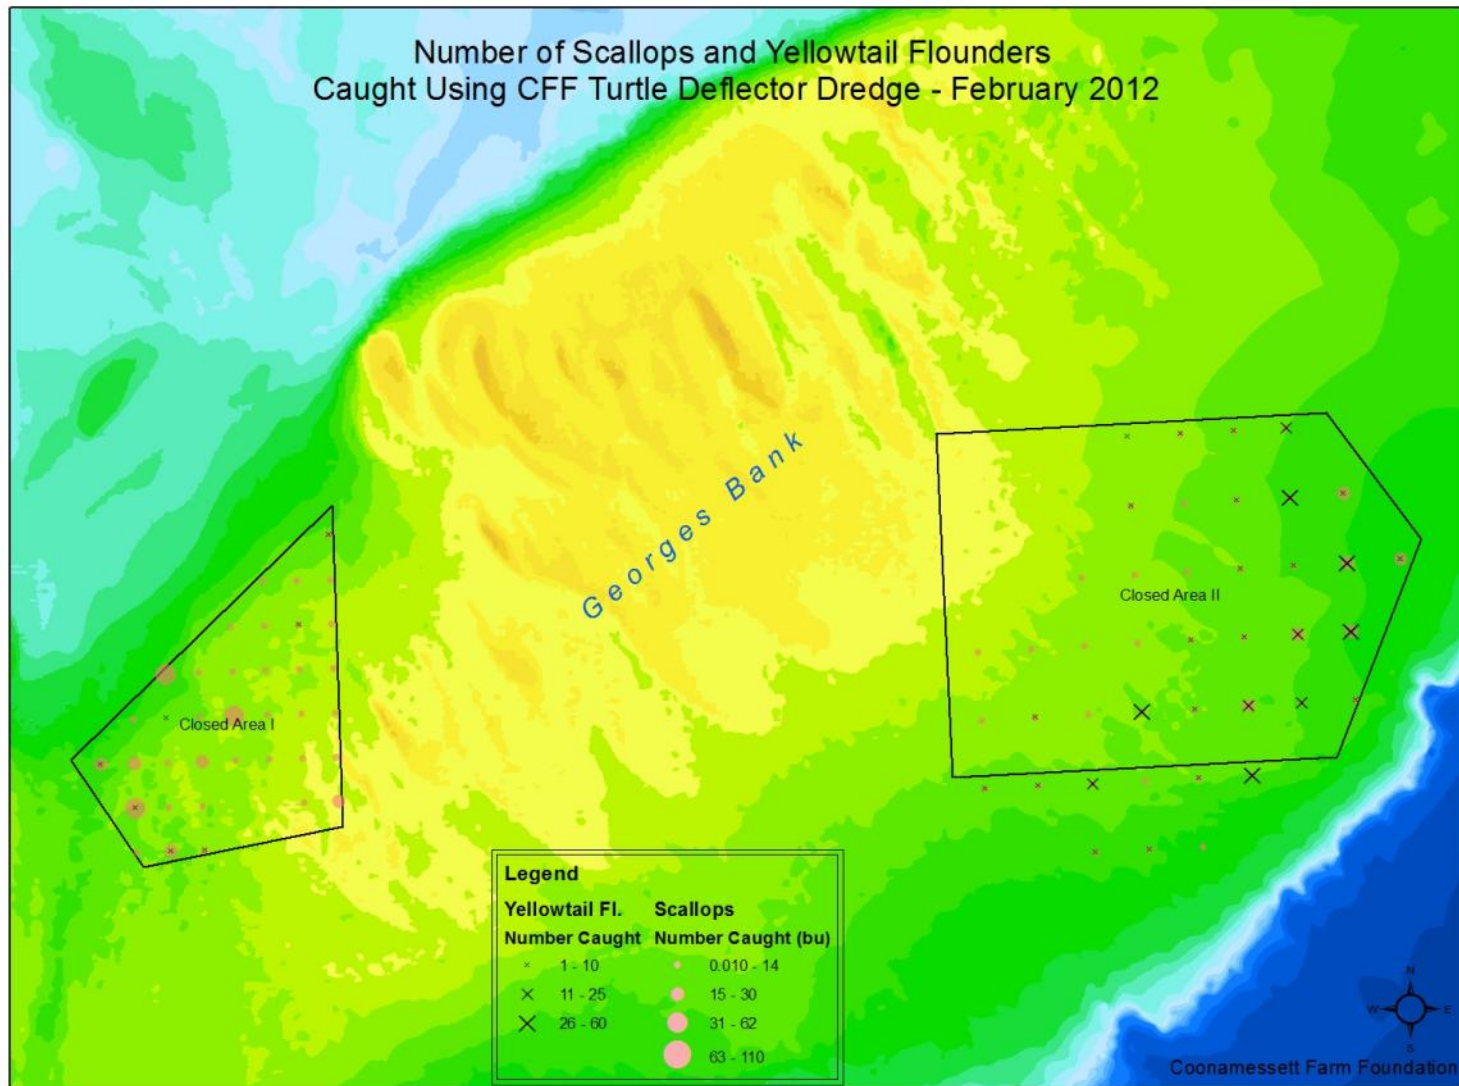 Number of Scallops and Yellowtail Flounders
Caught Using CFF Turtle Deflector Dredge - February 2012
Georges Bank
Closed Area II
Closed Area I
Legend
Yellowtail Fl. Scallops
Number Caught Number Caught (bu)
1 - 10 0.010 - 14
11 - 25 15 - 30
26 - 60 31 - 62
63 - 110
N
W E
S
Coonamessett Farm Foundation